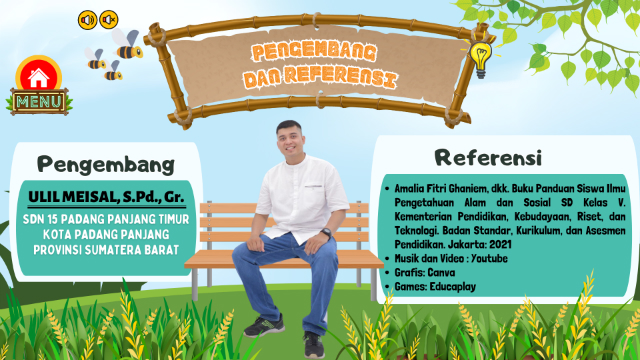 PENGEMBANG
DAN REFERENSI
MENU
Pengembang
ULIL MEISAL, S.Pd., Gr.
SDN 15 PADANG PANJANG TIMUR
KOTA PADANG PANJANG
PROVINSI SUMATERA BARAT
Referensi
• Amalia Fitri Ghaniem, dkk. Buku Panduan Siswa Ilmu
Pengetahuan Alam dan Sosial SD Kelas V.
Kementerian Pendidikan, Kebudayaan, Riset, dan
Teknologi. Badan Standar, Kurikulum, dan Asesmen
Pendidikan. Jakarta: 2021
• Musik dan Video : Youtube
• Grafis: Canva
• Games: Educaplay